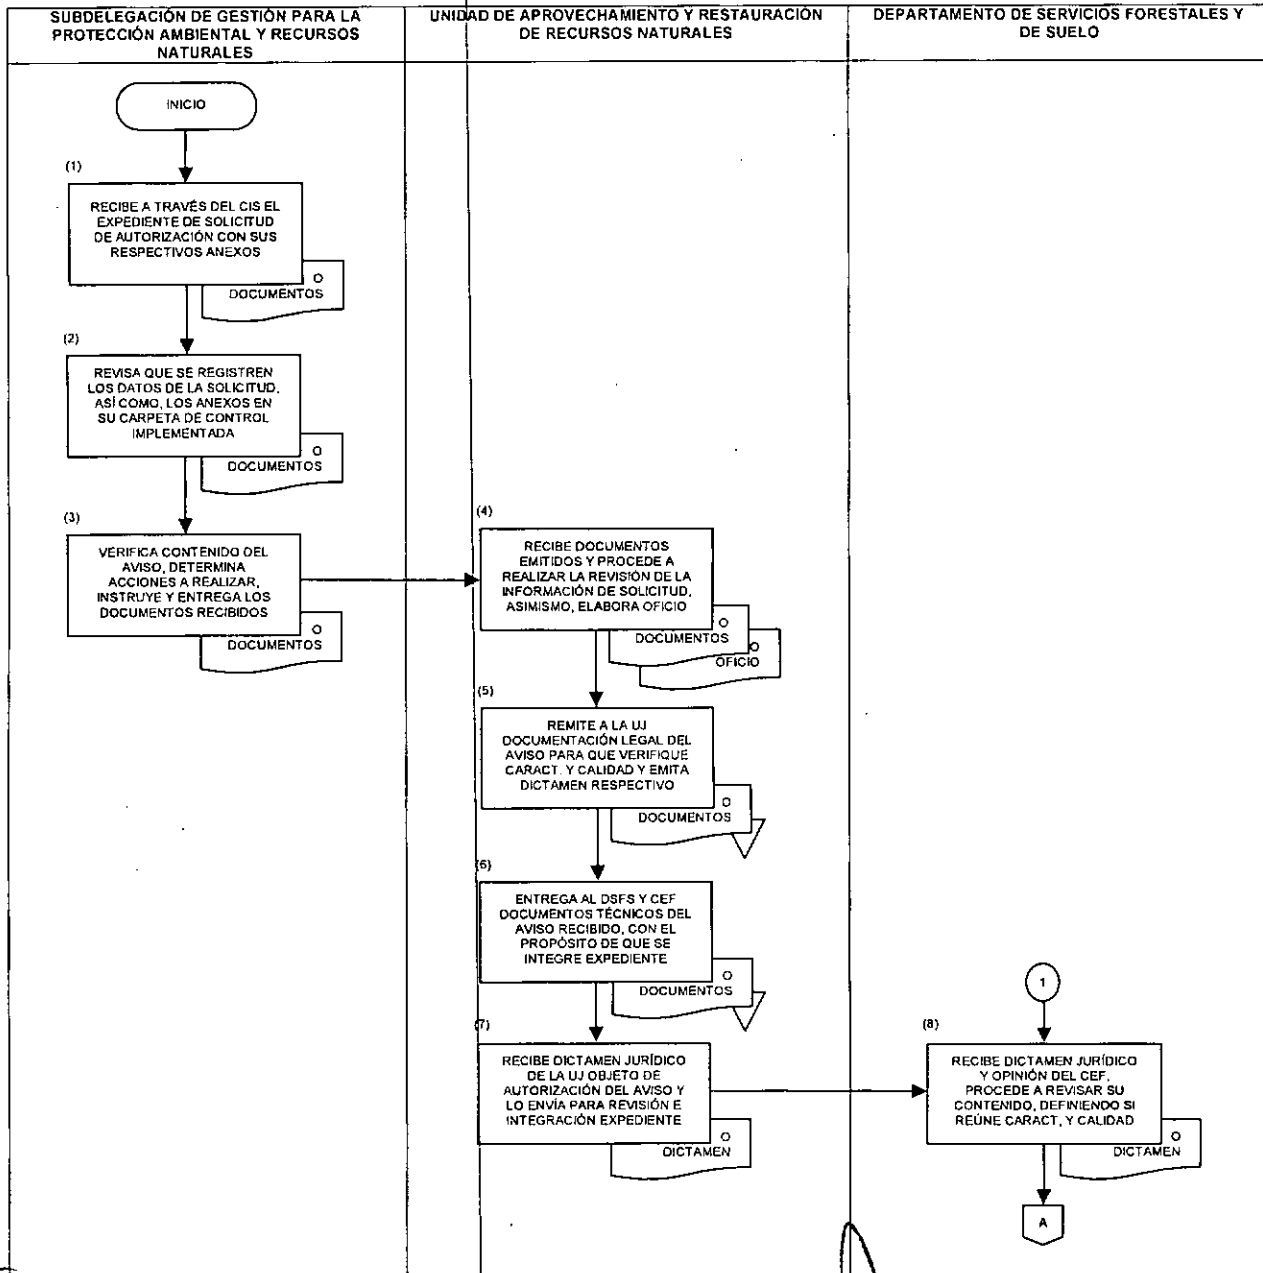 SUBDELEGACIÓN DE GESTIÓN PARA LA
PROTECCIÓN AMBIENTAL Y RECURSOS
NATURALES
UNIDAD DE APROVECHAMIENTO Y RESTAURACIÓN
DE RECURSOS NATURALES
DEPARTAMENTO DE SERVICIOS FORESTALES Y
DE SUELO
INICIO
(1)
RECIBE A TRAVÉS DEL CIS EL
EXPEDIENTE DE SOLICITUD
DE AUTORIZACIÓN CON SUS
RESPECTIVOS ANEXOS
O
DOCUMENTOS
(2)
REVISA QUE SE REGISTREN
LOS DATOS DE LA SOLICITUD,
ASÍ COMO, LOS ANEXOS EN
SU CARPETA DE CONTROL
IMPLEMENTADA
O
DOCUMENTOS
(3)
VERIFICA CONTENIDO DEL
AVISO, DETERMINA
ACCIONES A REALIZAR,
INSTRUYE Y ENTREGA LOS
DOCUMENTOS RECIBIDOS
O
DOCUMENTOS
(4)
RECIBE DOCUMENTOS
EMITIDOS Y PROCEDE A
REALIZAR LA REVISIÓN DE LA
INFORMACIÓN DE SOLICITUD,
ASIMISMO, ELABORA OFICIO
O
DOCUMENTOS
O
OFICIO
(5)
REMITE A LA UJ
DOCUMENTACIÓN LEGAL DEL
AVISO PARA QUE VERIFIQUE
CARACT. Y CALIDAD Y EMITA
DICTAMEN RESPECTIVO
O
DOCUMENTOS
(6)
ENTREGA AL DSFS Y CEF
DOCUMENTOS TÉCNICOS DEL
AVISO RECIBIDO, CON EL
PROPÓSITO DE QUE SE
INTEGRE EXPEDIENTE
O
DOCUMENTOS
(7)
RECIBE DICTAMEN JURÍDICO
DE LA UJ OBJETO DE
AUTORIZACIÓN DEL AVISO Y
LO ENVÍA PARA REVISIÓN E
INTEGRACIÓN EXPEDIENTE
O
DICTAMEN
1
(8)
RECIBE DICTAMEN JURÍDICO
Y OPINIÓN DEL CEF,
PROCEDE A REVISAR SU
CONTENIDO, DEFINIENDO SI
REÚNE CARACT, Y CALIDAD
O
DICTAMEN
A